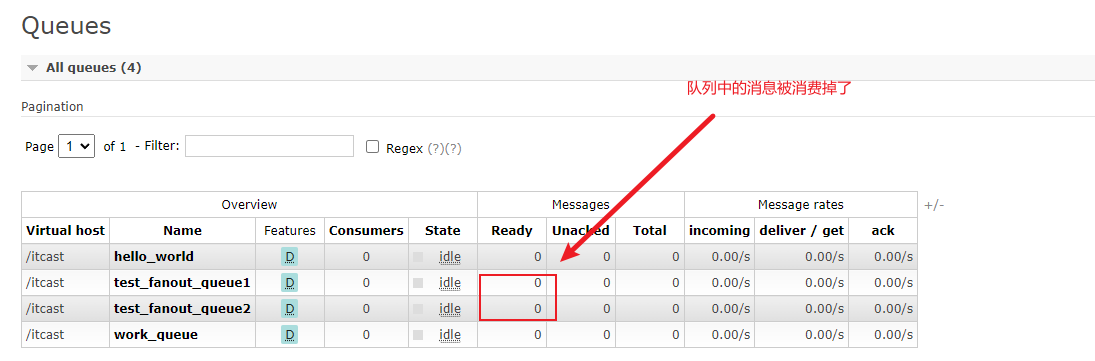 Queues
All queues (4)
队列中的消息被消费掉了
Pagination
Page 1 of 1 - Filter: Regex (?)(?)
Overview Messages Message rates +/-
Virtual host Name Features Consumers State Ready Unacked Total incoming deliver / get ack
/itcast hello_world D 0 idle 0 0 0 0.00/s 0.00/s 0.00/s
/itcast test_fanout_queue1 D 0 idle 0 0 0 0.00/s 0.00/s 0.00/s
/itcast test_fanout_queue2 D 0 idle 0 0 0 0.00/s 0.00/s 0.00/s
/itcast work_queue D 0 idle 0 0 0 0.00/s 0.00/s 0.00/s